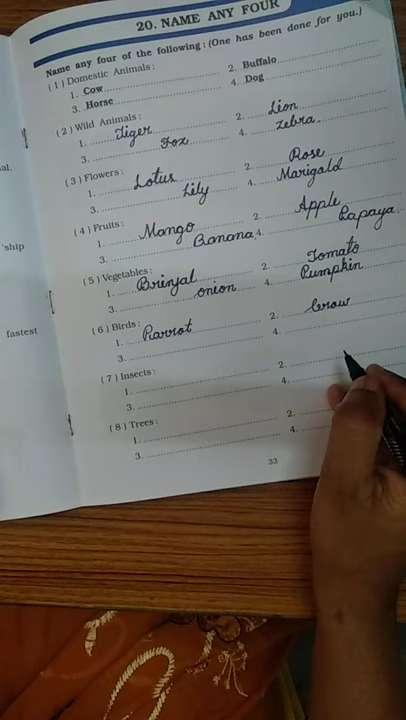 20. NAME ANY FOUR
Name any four of the following : (One has been done for you.)
( 1 ) Domestic Animals :
1. Cow 2. Buffalo
3. Horse 4. Dog
( 2 ) Wild Animals :
1. Tiger 2. Lion
3. Fox 4. Zebra.
( 3 ) Flowers :
1. Lotus 2. Rose
3. Lily 4. Marigold
( 4 ) Fruits :
1. Mango 2. Apple
3. Banana 4. Papaya
( 5 ) Vegetables :
1. Brinjal 2. Tomato
3. onion 4. Pumpkin
( 6 ) Birds :
1. Parrot 2. Crow
3. 4.
( 7 ) Insects :
1. 2.
3. 4.
( 8 ) Trees :
1. 2.
3. 4.
33
al.
'ship
fastest